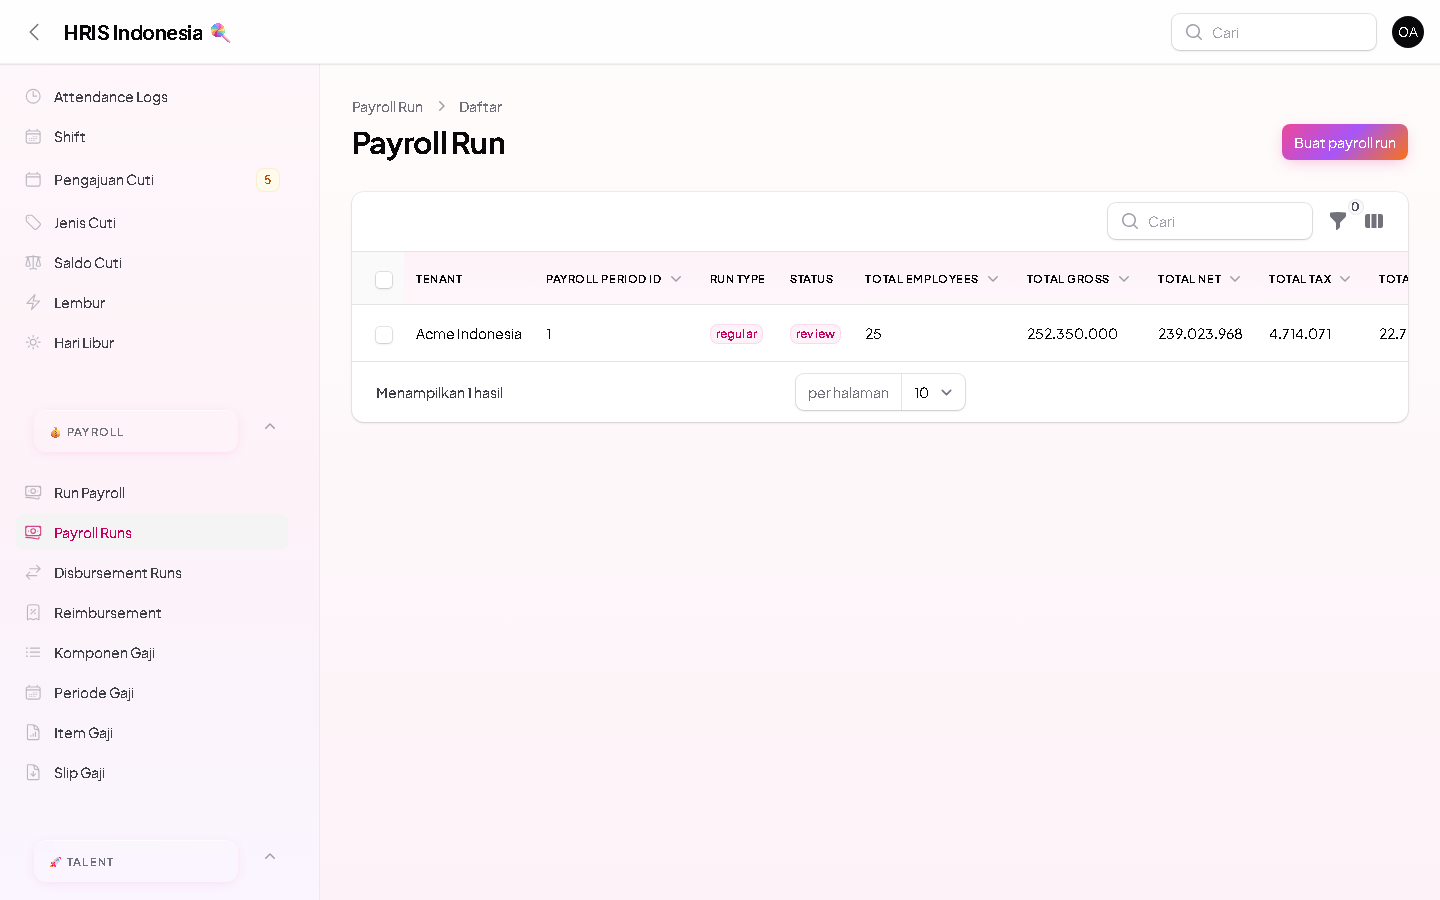 HRIS Indonesia
Cari
OA
Attendance Logs
Shift
Pengajuan Cuti
5
Jenis Cuti
Saldo Cuti
Lembur
Hari Libur
PAYROLL
Run Payroll
Payroll Runs
Disbursement Runs
Reimbursement
Komponen Gaji
Periode Gaji
Item Gaji
Slip Gaji
TALENT
Payroll Run > Daftar
Payroll Run
Buat payroll run
Cari
0
TENANT PAYROLL PERIOD ID RUN TYPE STATUS TOTAL EMPLOYEES TOTAL GROSS TOTAL NET TOTAL TAX TOTA
Acme Indonesia 1 regular review 25 252.350.000 239.023.968 4.714.071 22.7
Menampilkan 1 hasil
per halaman 10